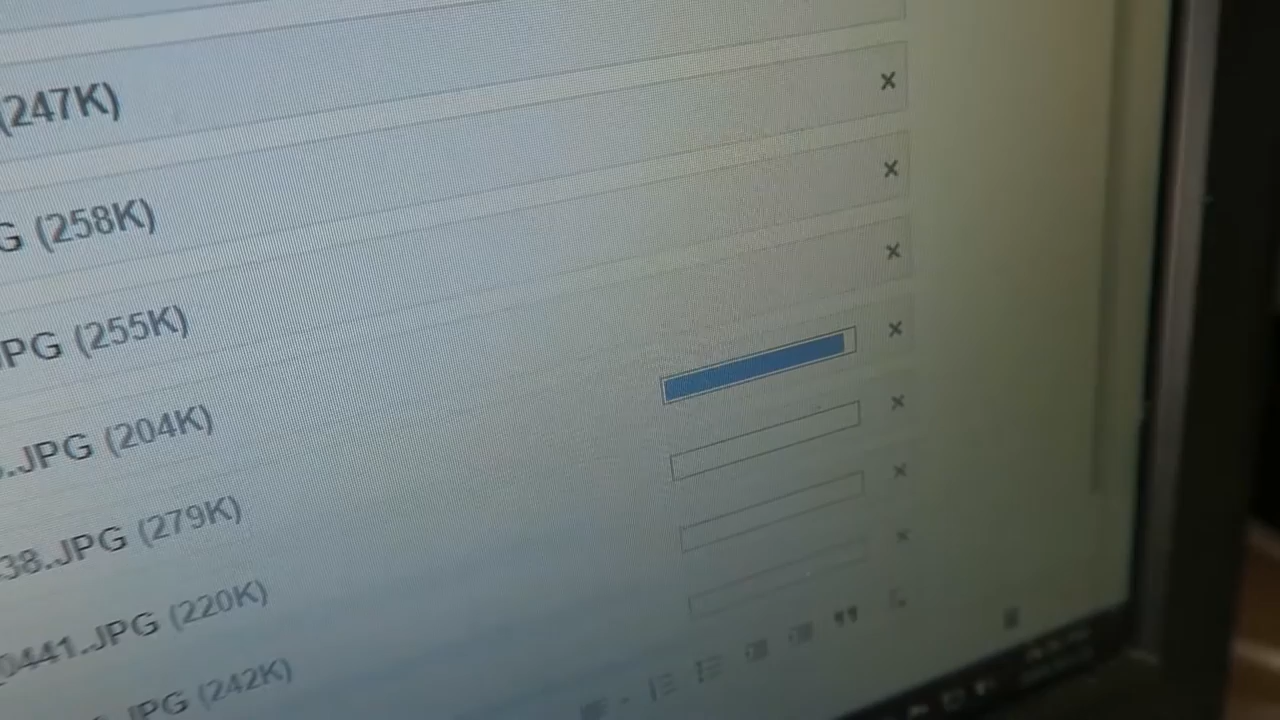 (247K)
G (258K)
JPG (255K)
.JPG (204K)
38.JPG (279K)
0441.JPG (220K)
.JPG (242K)